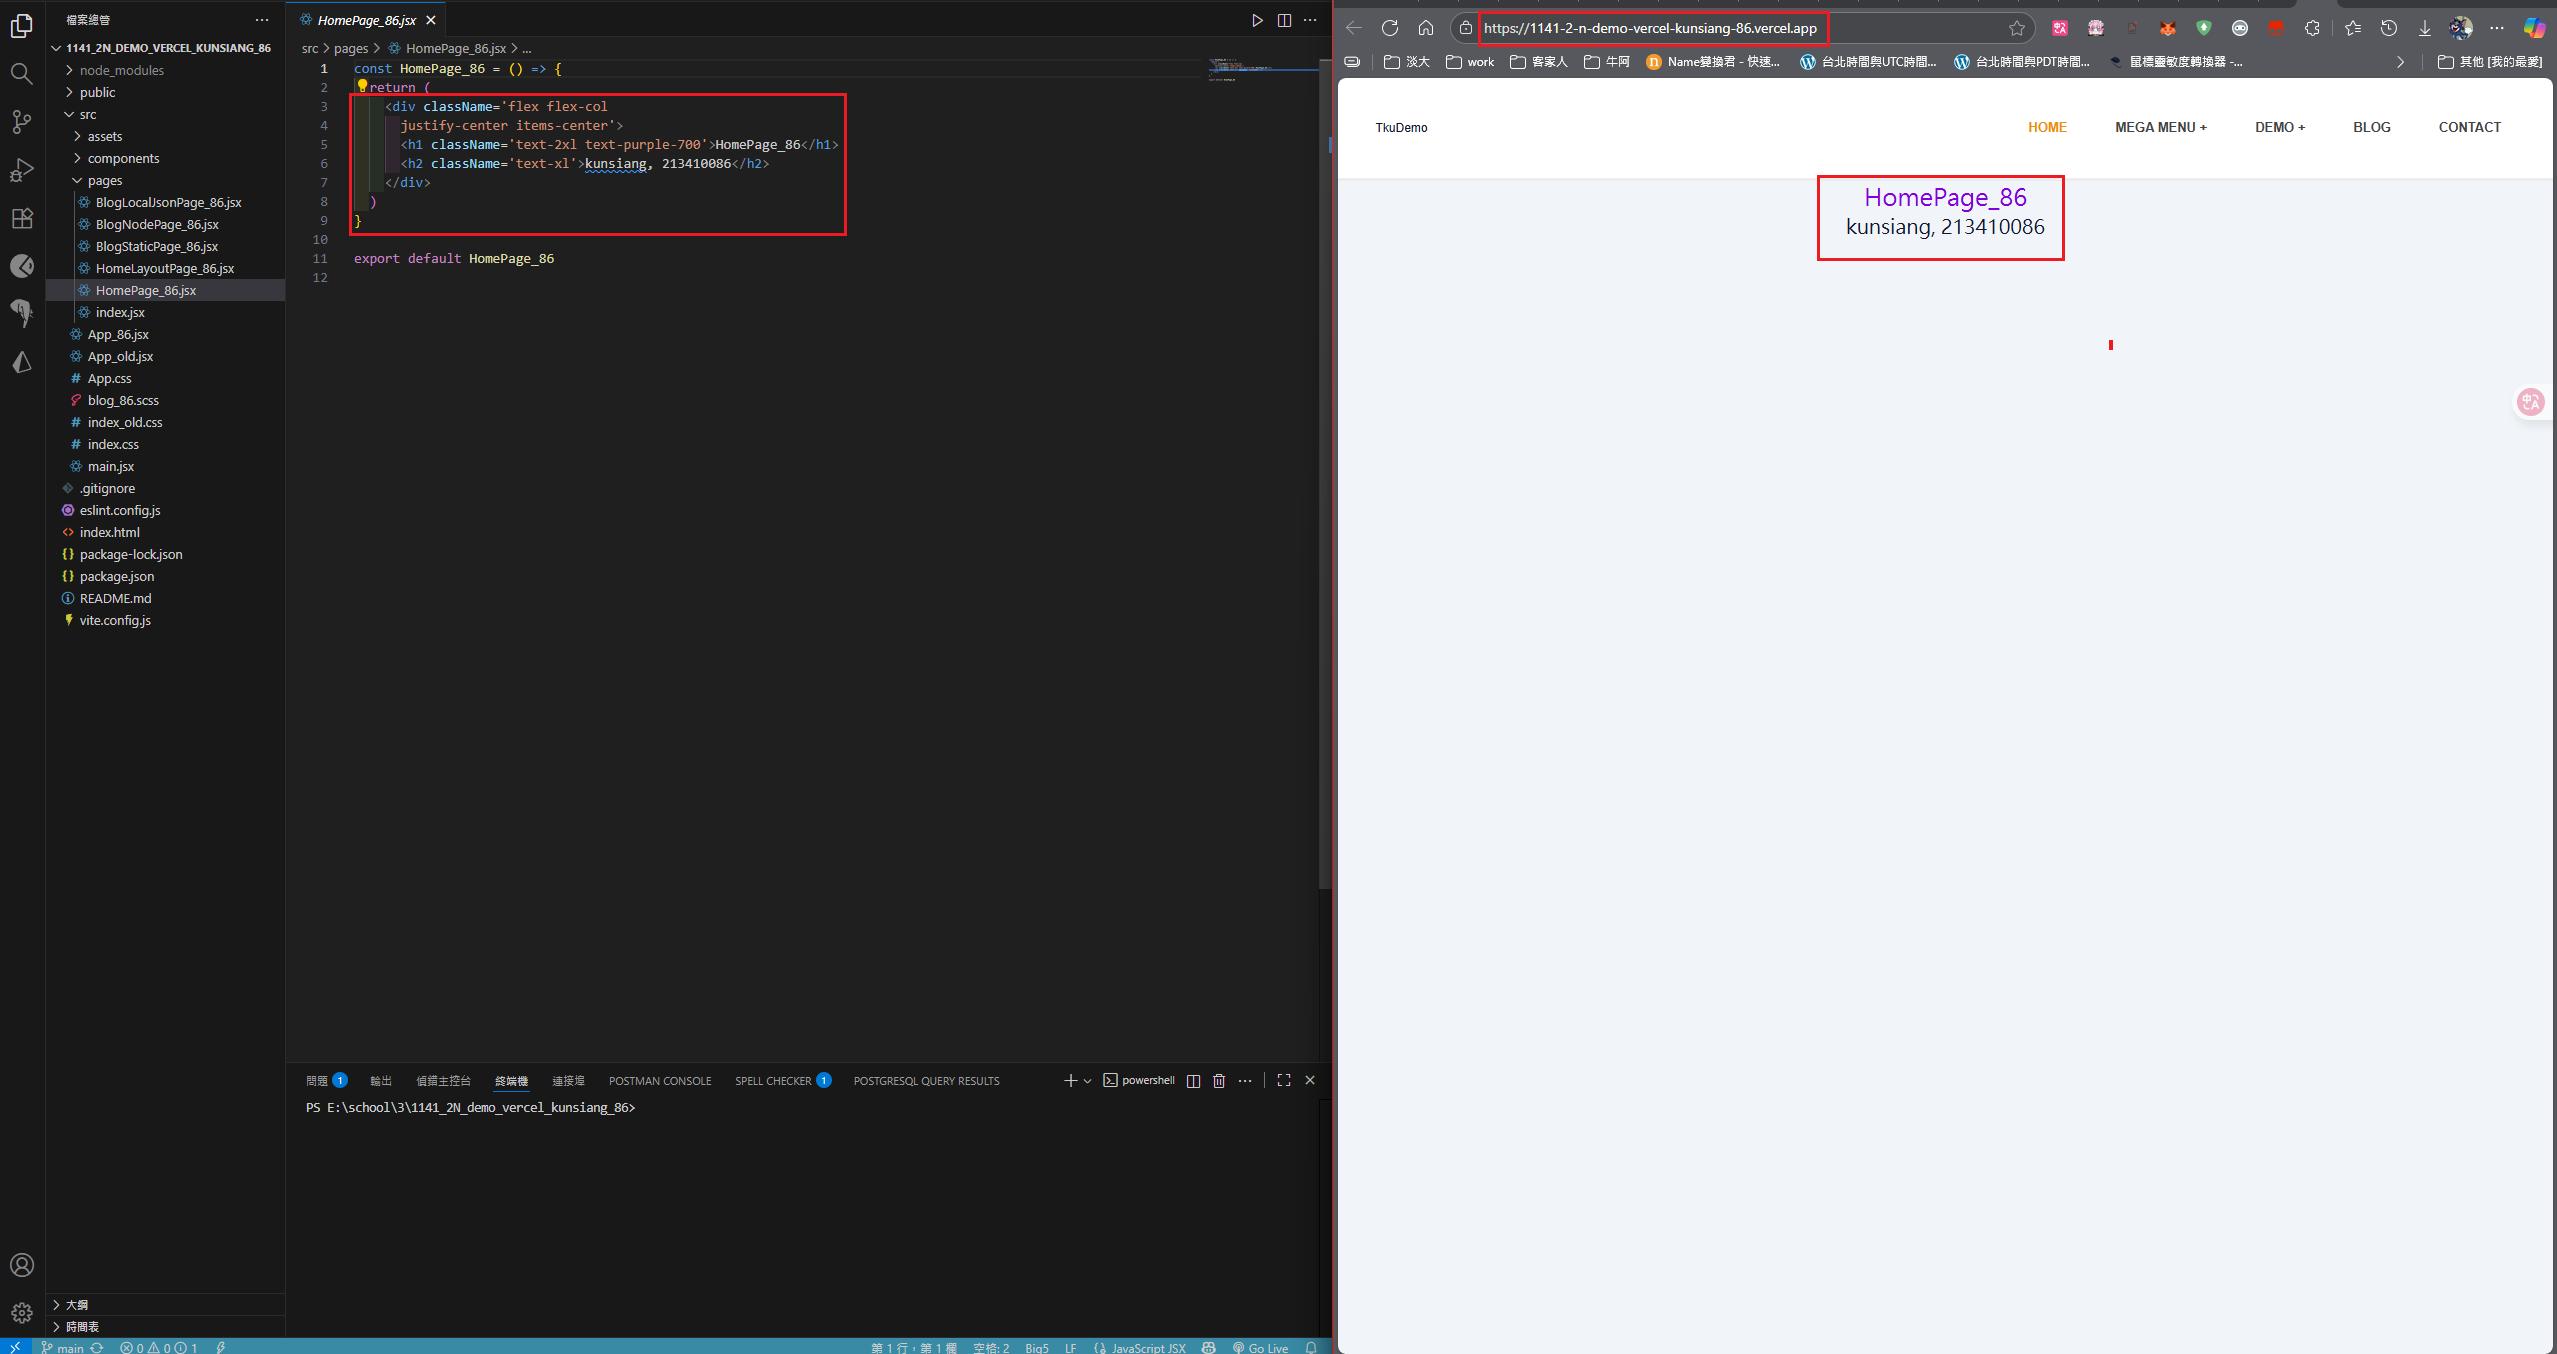 檔案總管
1141_2N_DEMO_VERCEL_KUNSIANG_86
node_modules
public
src
assets
components
pages
BlogLocalJsonPage_86.jsx
BlogNodePage_86.jsx
BlogStaticPage_86.jsx
HomeLayoutPage_86.jsx
HomePage_86.jsx
index.jsx
App_86.jsx
App_old.jsx
App.css
blog_86.scss
index_old.css
index.css
main.jsx
.gitignore
eslint.config.js
index.html
package-lock.json
package.json
README.md
vite.config.js
大綱
時間表
HomePage_86.jsx
src > pages > HomePage_86.jsx > ...
1 const HomePage_86 = () => {
2 return (
3 <div className='flex flex-col
4 justify-center items-center'>
5 <h1 className='text-2xl text-purple-700'>HomePage_86</h1>
6 <h2 className='text-xl'>kunsiang, 213410086</h2>
7 </div>
8 )
9 }
10
11 export default HomePage_86
12
問題 1 輸出 偵錯主控台 終端機 連接埠 POSTMAN CONSOLE SPELL CHECKER 1 POSTGRESQL QUERY RESULTS powershell
PS E:\school\3\1141_2N_demo_vercel_kunsiang_86>
main 0 0 1 第 1 行，第 1 欄 空格: 2 Big5 LF {} JavaScript JSX Go Live
https://1141-2-n-demo-vercel-kunsiang-86.vercel.app
淡大 work 客家人 牛阿 Name變換君 - 快速... 台北時間與UTC時間... 台北時間與PDT時間... 鼠標靈敏度轉換器 -... 其他 [我的最愛]
TkuDemo HOME MEGA MENU + DEMO + BLOG CONTACT
HomePage_86
kunsiang, 213410086